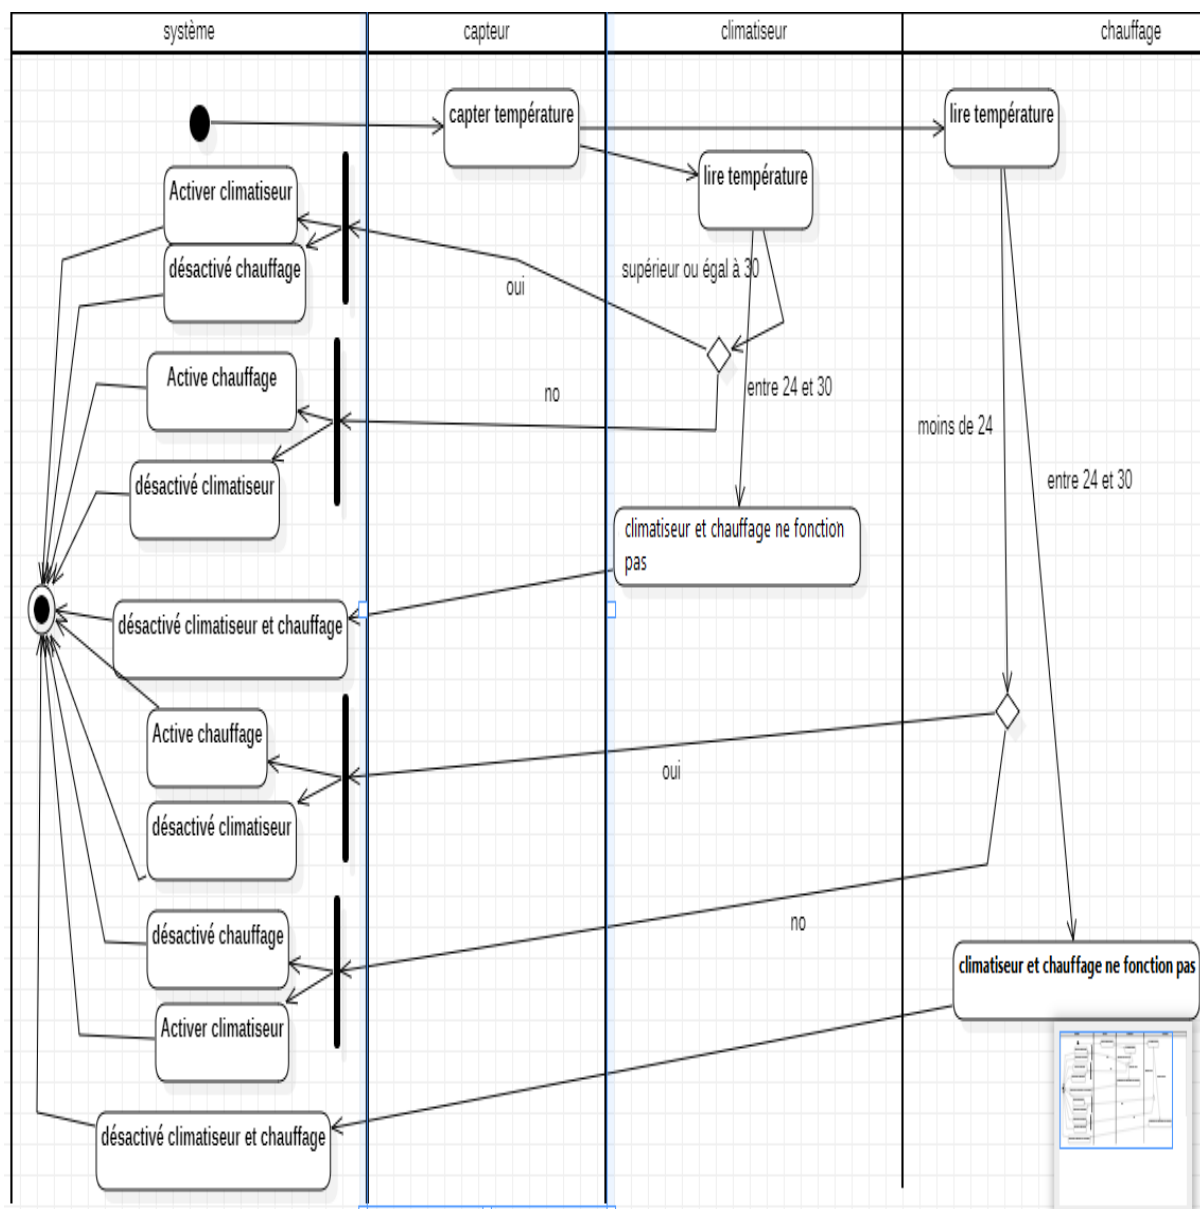 système
capteur
climatiseur
chauffage
capter température
lire température
lire température
Activer climatiseur
désactivé chauffage
supérieur ou égal à 30
oui
Active chauffage
no
entre 24 et 30
moins de 24
désactivé climatiseur
entre 24 et 30
climatiseur et chauffage ne fonction
pas
désactivé climatiseur et chauffage
Active chauffage
oui
désactivé climatiseur
désactivé chauffage
no
climatiseur et chauffage ne fonction pas
Activer climatiseur
désactivé climatiseur et chauffage